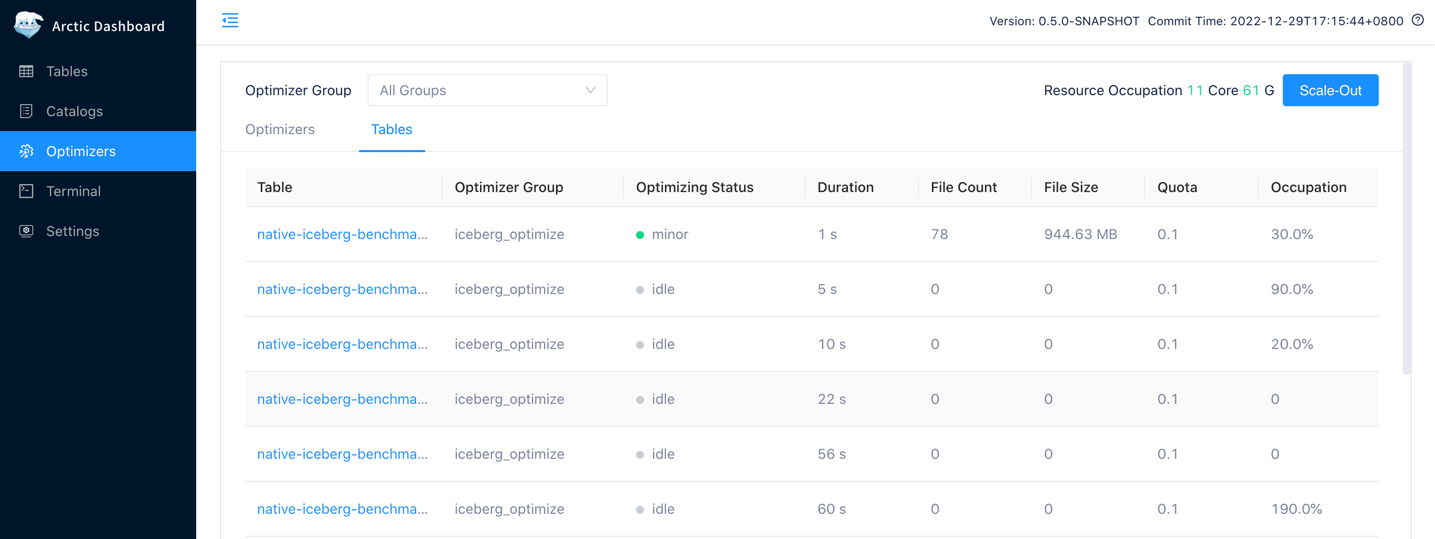 Arctic Dashboard
Version: 0.5.0-SNAPSHOT Commit Time: 2022-12-29T17:15:44+0800
Tables
Catalogs
Optimizers
Terminal
Settings
Optimizer Group All Groups Resource Occupation 11 Core 61 G Scale-Out
Optimizers Tables
Table Optimizer Group Optimizing Status Duration File Count File Size Quota Occupation
native-iceberg-benchma... iceberg_optimize minor 1 s 78 944.63 MB 0.1 30.0%
native-iceberg-benchma... iceberg_optimize idle 5 s 0 0 0.1 90.0%
native-iceberg-benchma... iceberg_optimize idle 10 s 0 0 0.1 20.0%
native-iceberg-benchma... iceberg_optimize idle 22 s 0 0 0.1 0
native-iceberg-benchma... iceberg_optimize idle 56 s 0 0 0.1 0
native-iceberg-benchma... iceberg_optimize idle 60 s 0 0 0.1 190.0%